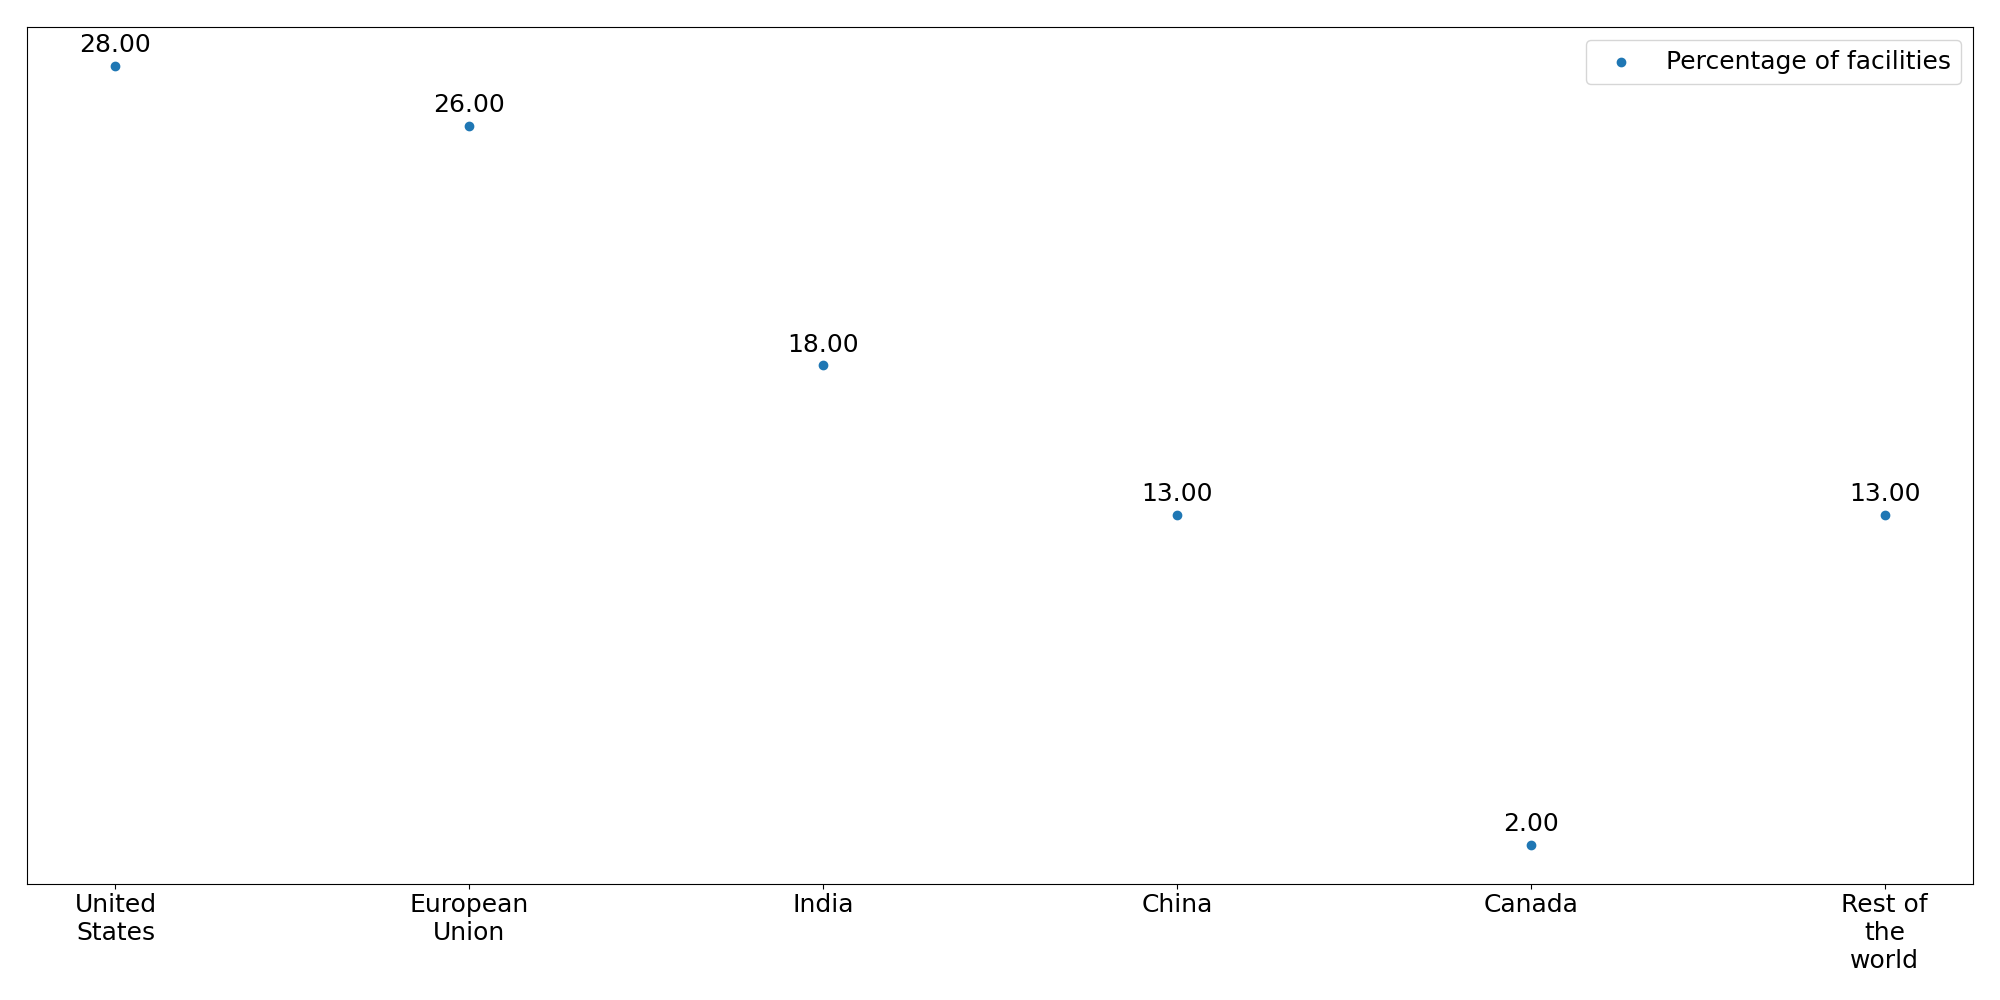 28.00
Percentage of facilities
26.00
18.00
13.00
13.00
2.00
United
States
European
Union
India
China
Canada
Rest of
the
world